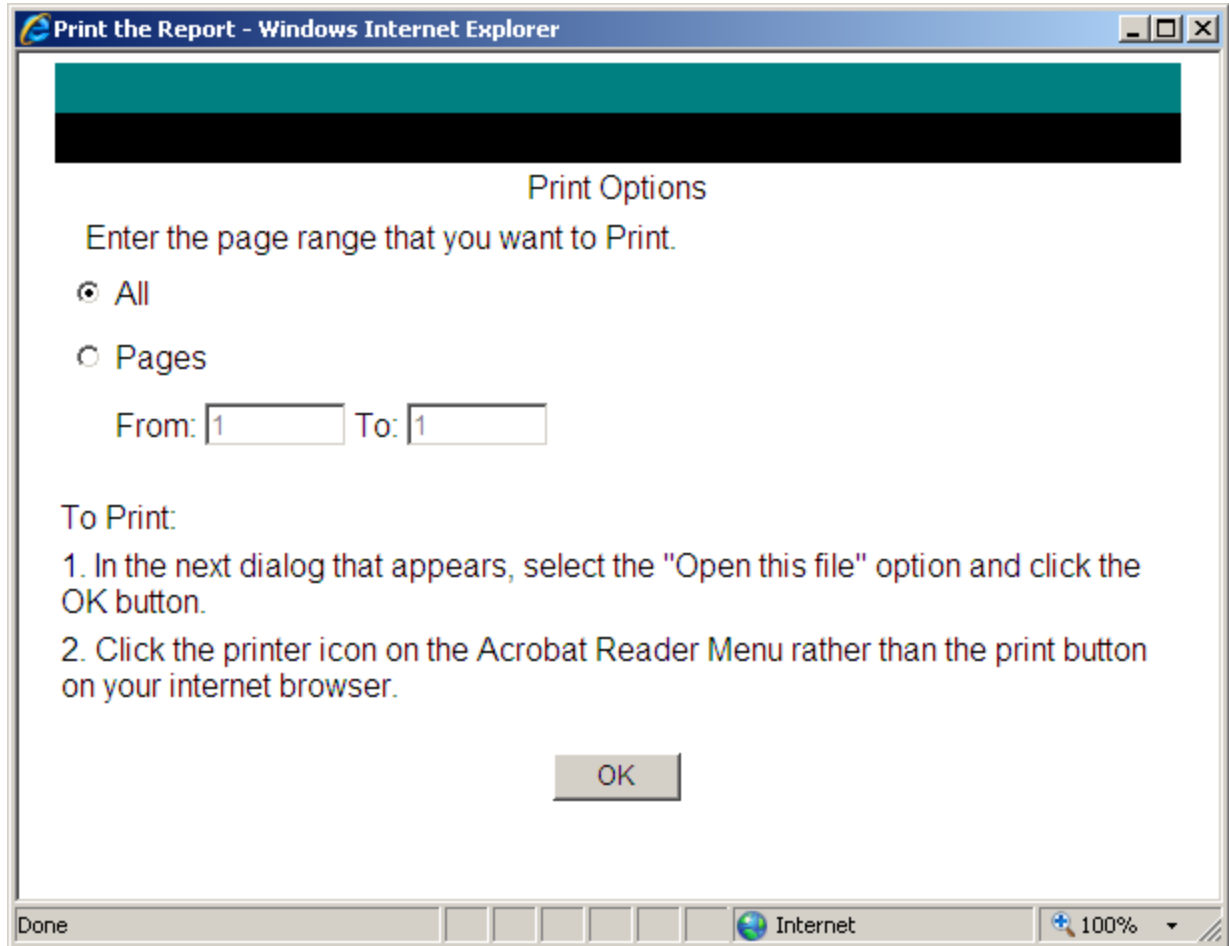 Print the Report - Windows Internet Explorer
Print Options
Enter the page range that you want to Print.
All
Pages
From: 1 To: 1
To Print:
1. In the next dialog that appears, select the "Open this file" option and click the
OK button.
2. Click the printer icon on the Acrobat Reader Menu rather than the print button
on your internet browser.
OK
Done Internet 100%